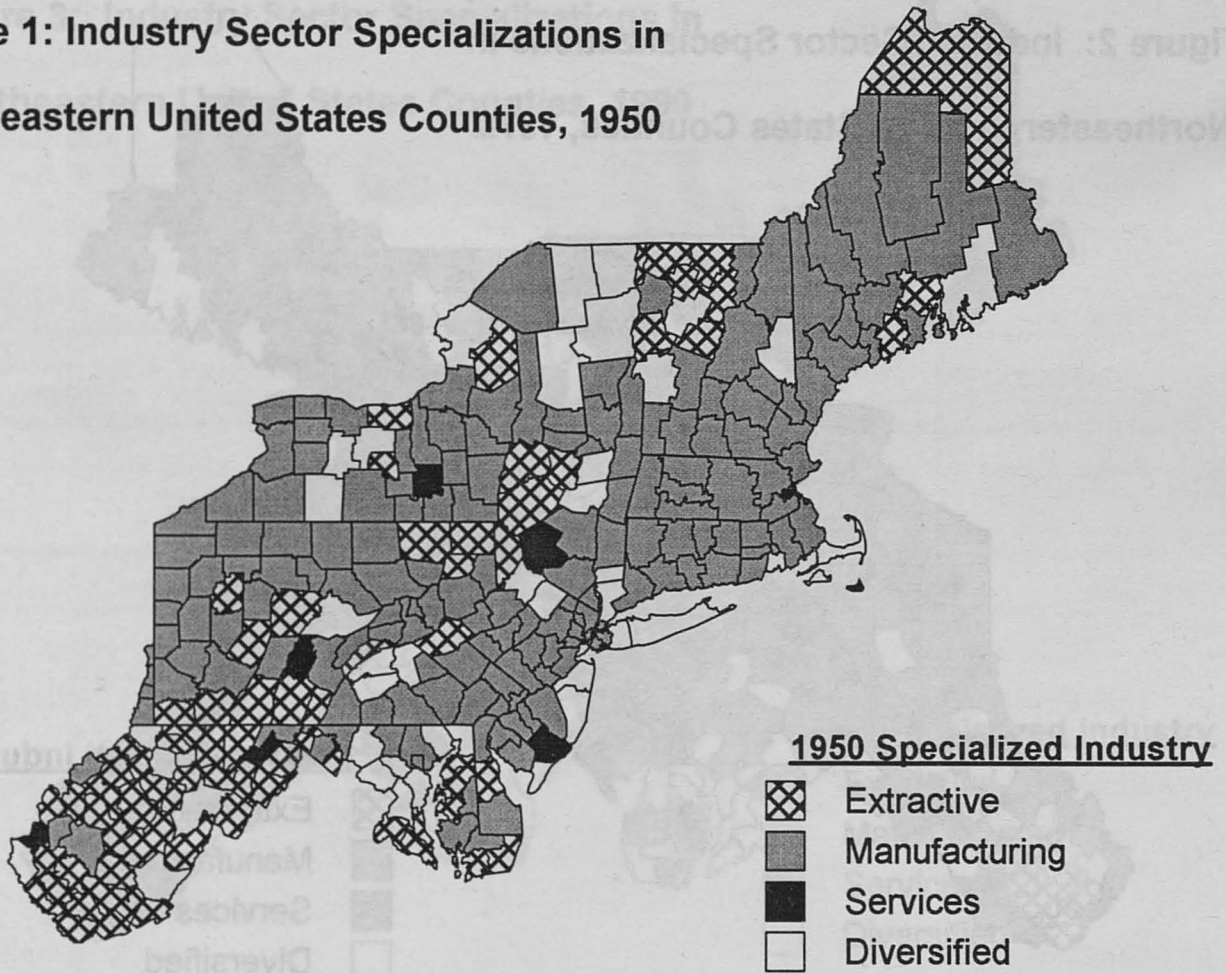 e 1: Industry Sector Specializations in
eastern United States Counties, 1950
1950 Specialized Industry
Extractive
Manufacturing
Services
Diversified